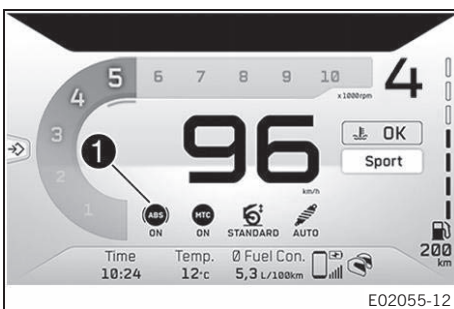 5 6 7 8 9 10
x 1000rpm
4
4
3
2
1
1
96
km/h
OK
Sport
ABS
MTC
ON
ON
STANDARD
AUTO
200
km
Time
Temp.
Ø Fuel Con.
10:24
12°C
5,3 L/100km
E02055-12